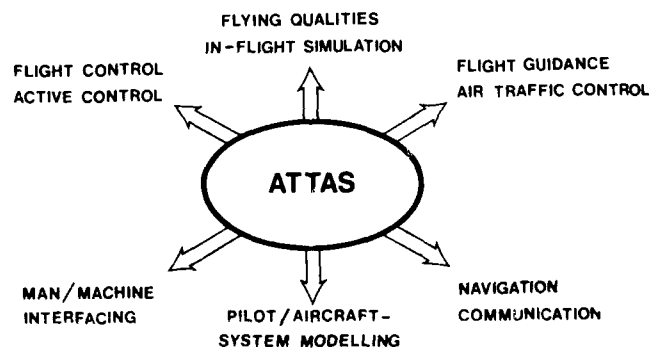 FLYING QUALITIES
IN-FLIGHT SIMULATION
FLIGHT CONTROL
ACTIVE CONTROL
FLIGHT GUIDANCE
AIR TRAFFIC CONTROL
ATTAS
MAN/MACHINE
INTERFACING
PILOT/AIRCRAFT-
SYSTEM MODELLING
NAVIGATION
COMMUNICATION